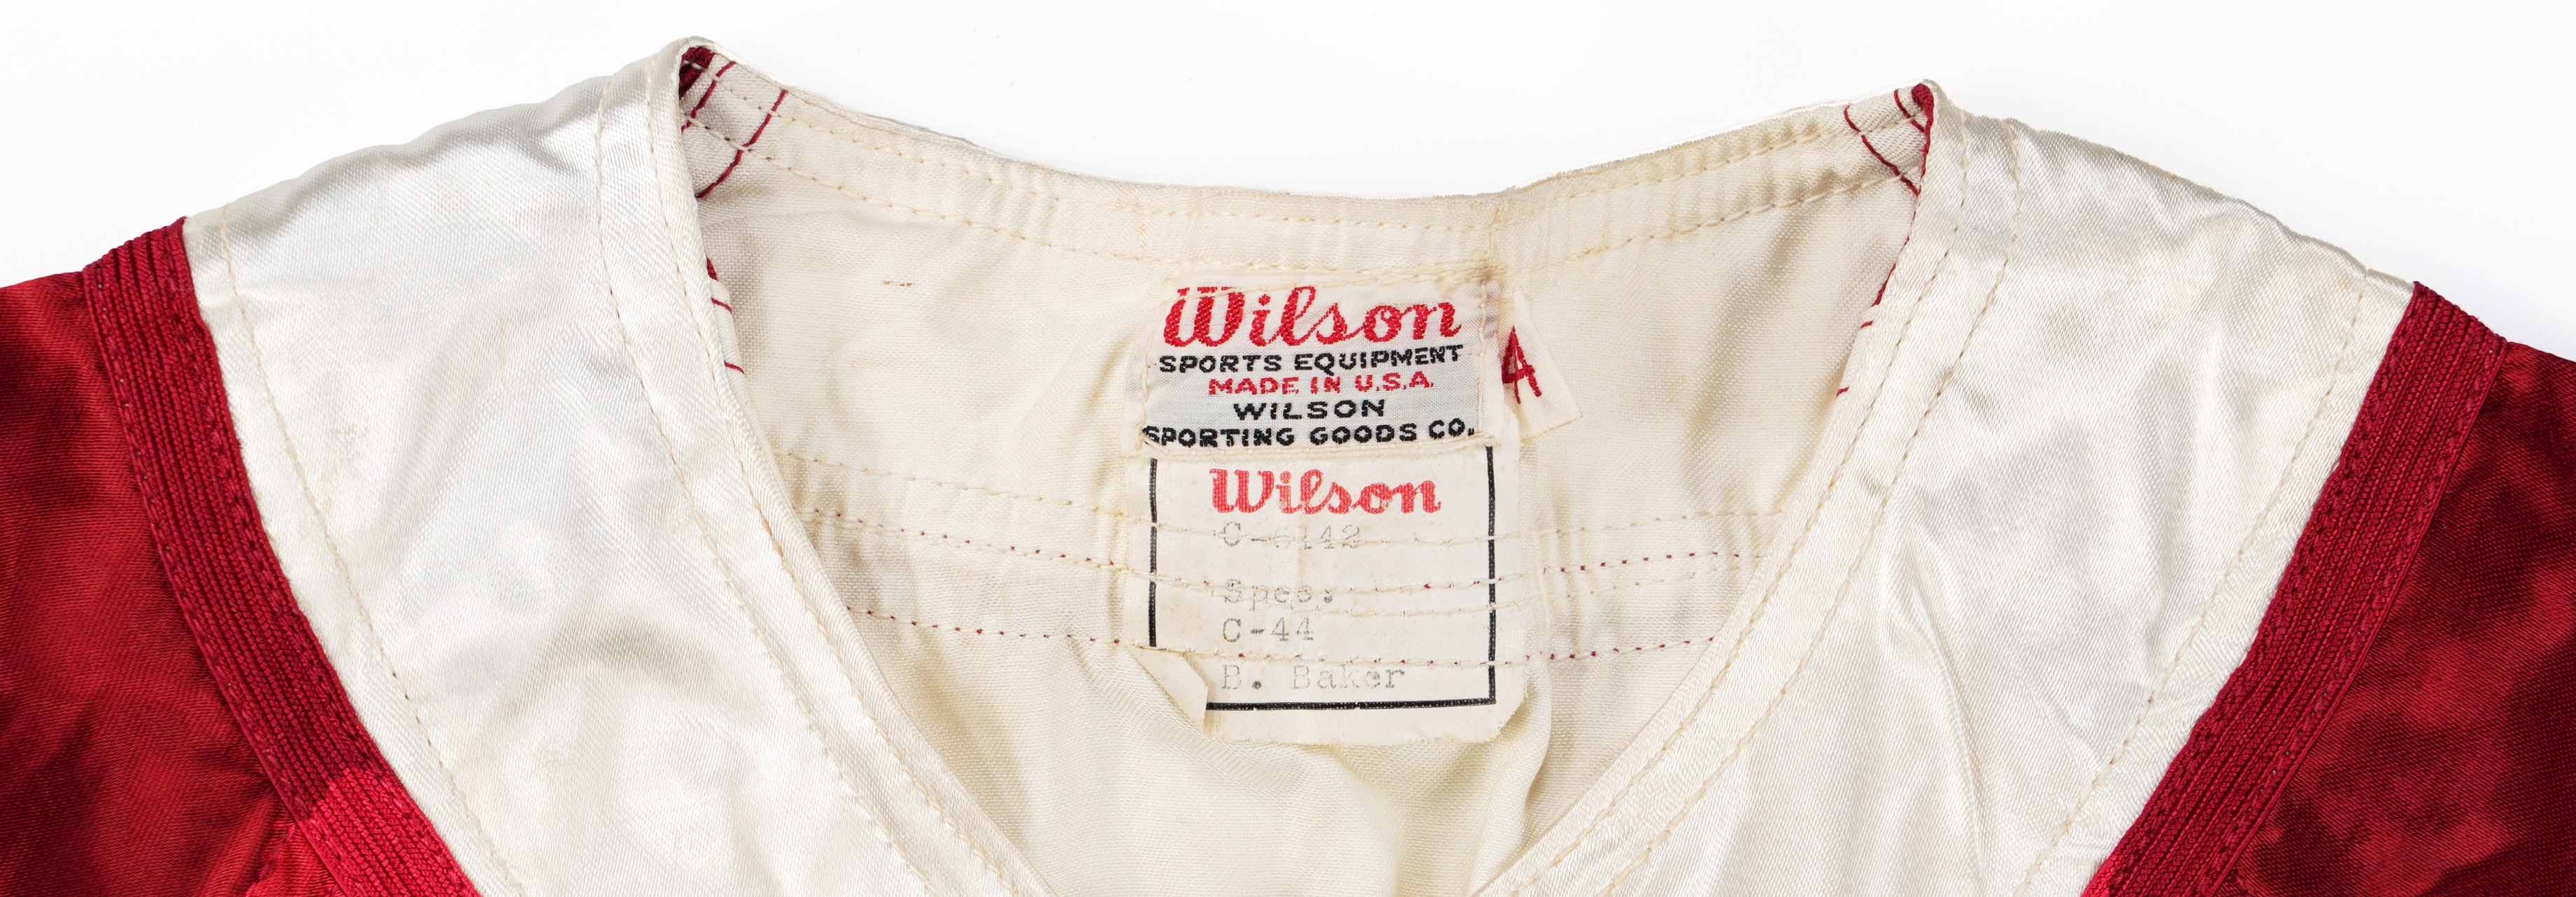 Wilson
SPORTS EQUIPMENT
MADE IN U.S.A.
WILSON
SPORTING GOODS CO.
4
Wilson
C-6142
Spec.
C-44
B. Baker